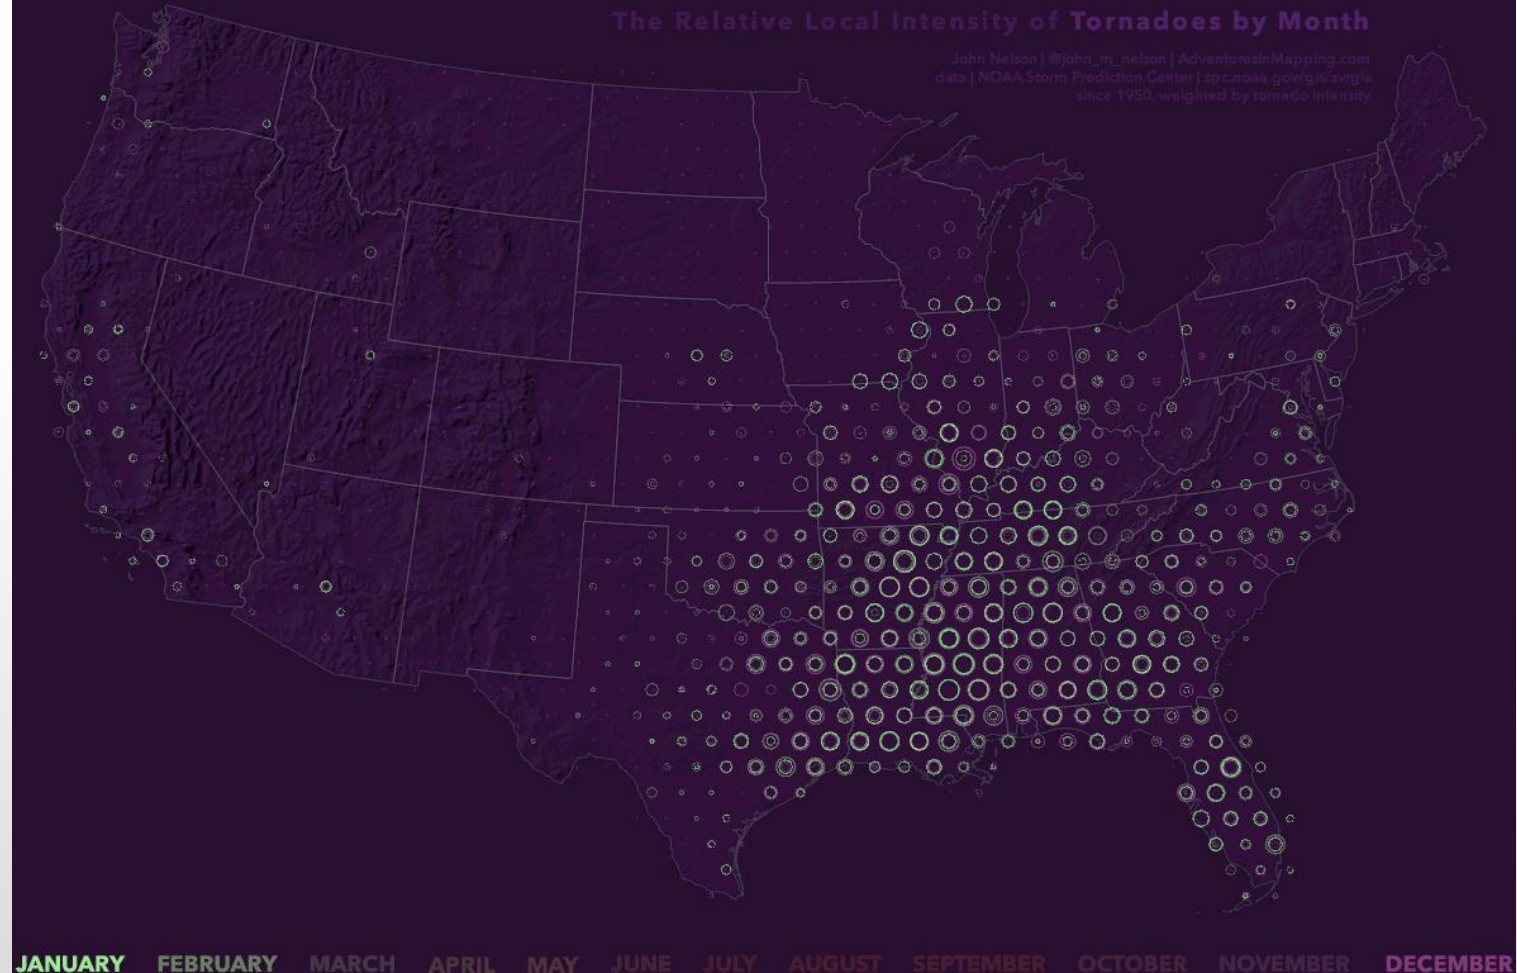 The Relative Local Intensity of Tornadoes by Month
John Nelson | @john_m_nelson | AdventuresInMapping.com
data | NOAA Storm Prediction Center | spc.noaa.gov/gis/svrgis
since 1950, weighted by tornado intensity
JANUARY FEBRUARY MARCH APRIL MAY JUNE JULY AUGUST SEPTEMBER OCTOBER NOVEMBER DECEMBER